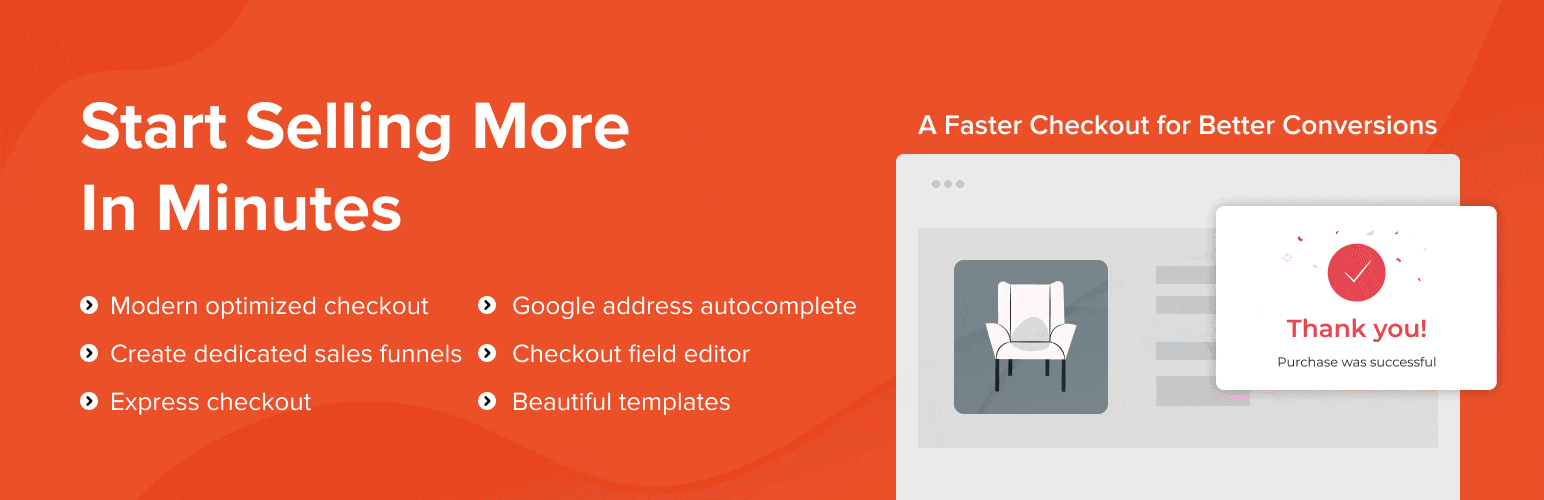 Start Selling More
In Minutes
Modern optimized checkout
Create dedicated sales funnels
Express checkout
Google address autocomplete
Checkout field editor
Beautiful templates
A Faster Checkout for Better Conversions
Thank you!
Purchase was successful